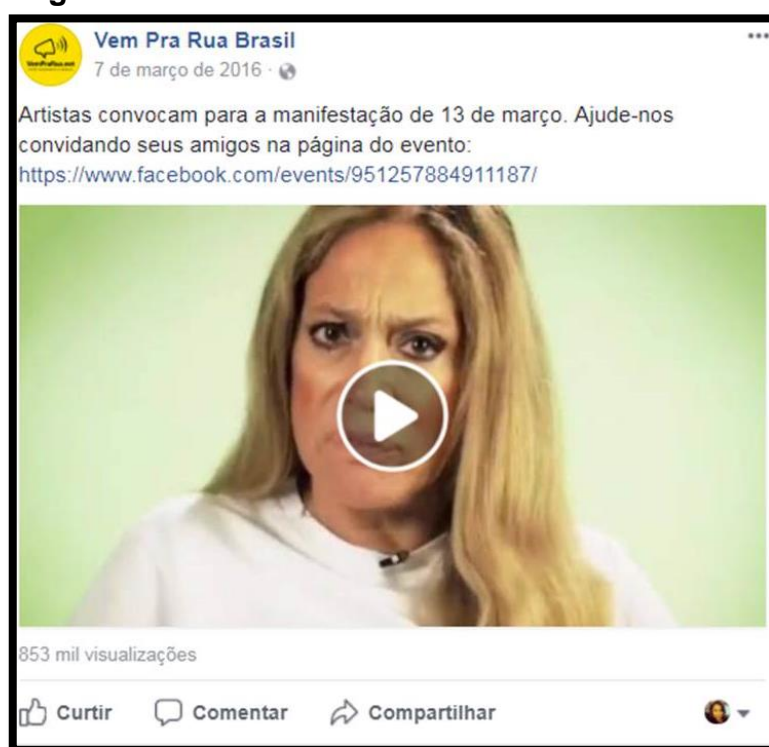 Vem Pra Rua Brasil
7 de março de 2016
Artistas convocam para a manifestação de 13 de março. Ajude-nos
convidando seus amigos na página do evento:
https://www.facebook.com/events/951257884911187/
853 mil visualizações
Curtir Comentar Compartilhar